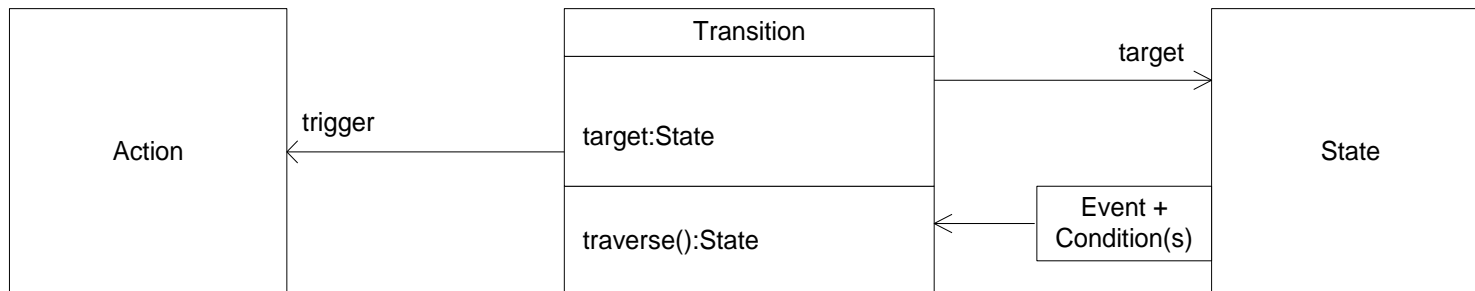 Transition
target
trigger
target:State
Action
State
Event +
Condition(s)
traverse():State